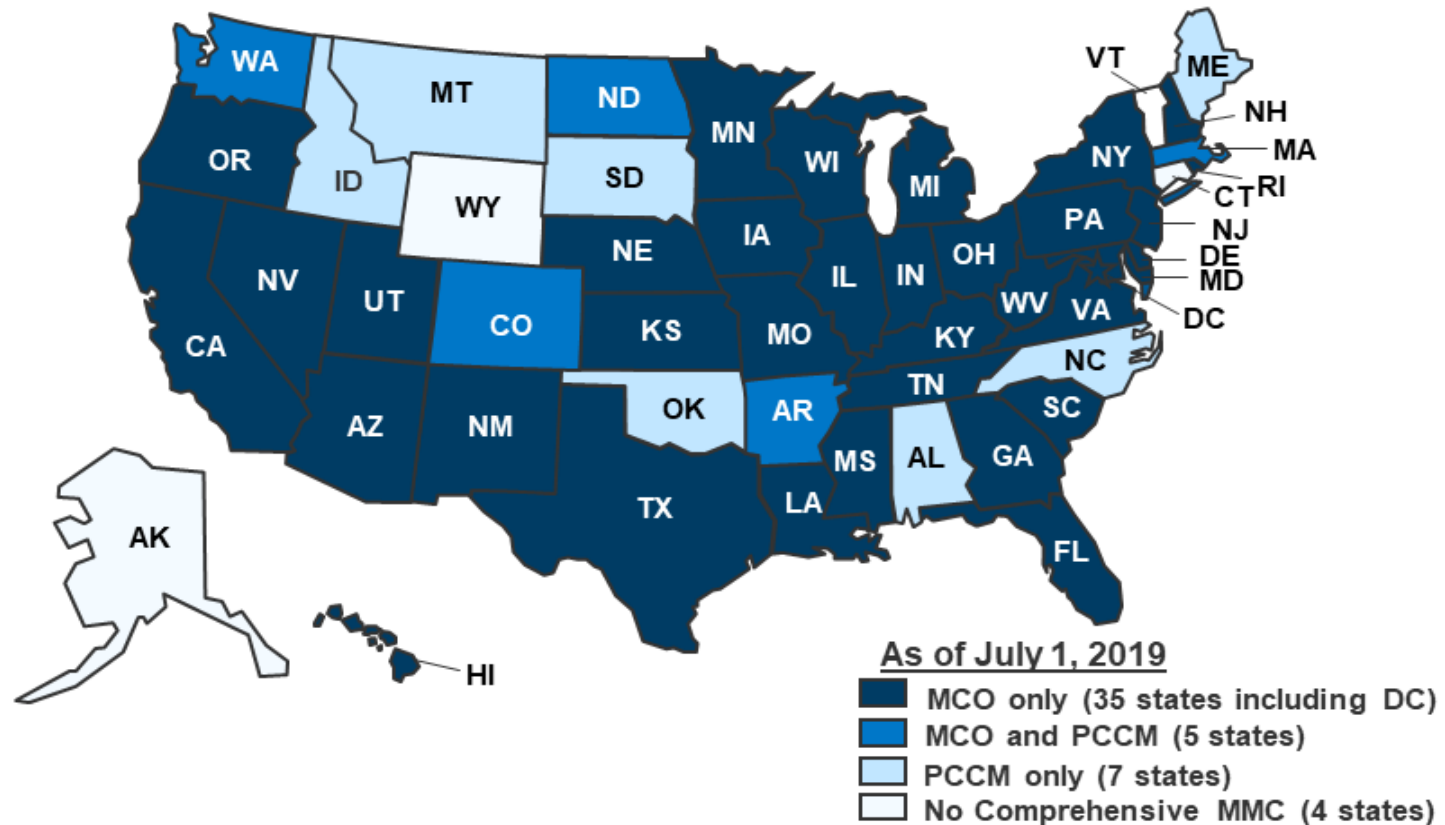 WA
MT
ND
MN
VT
ME
NH
MA
RI
CT
NJ
DE
MD
DC
OR
ID
WY
SD
WI
MI
NY
PA
NV
UT
CO
NE
IA
IL
IN
OH
WV
VA
CA
KS
MO
KY
NC
AZ
NM
OK
AR
TN
SC
MS
AL
GA
TX
LA
FL
AK
HI
As of July 1, 2019
MCO only (35 states including DC)
MCO and PCCM (5 states)
PCCM only (7 states)
No Comprehensive MMC (4 states)